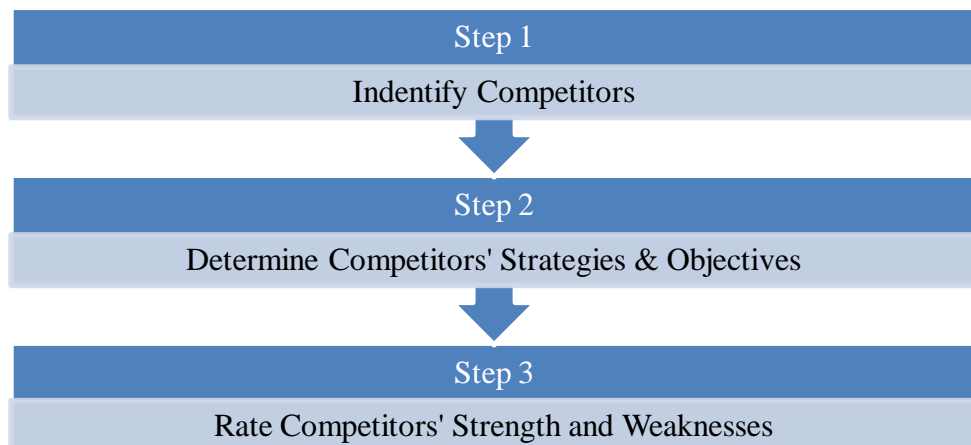 Step 1
Indentify Competitors
Step 2
Determine Competitors' Strategies & Objectives
Step 3
Rate Competitors' Strength and Weaknesses